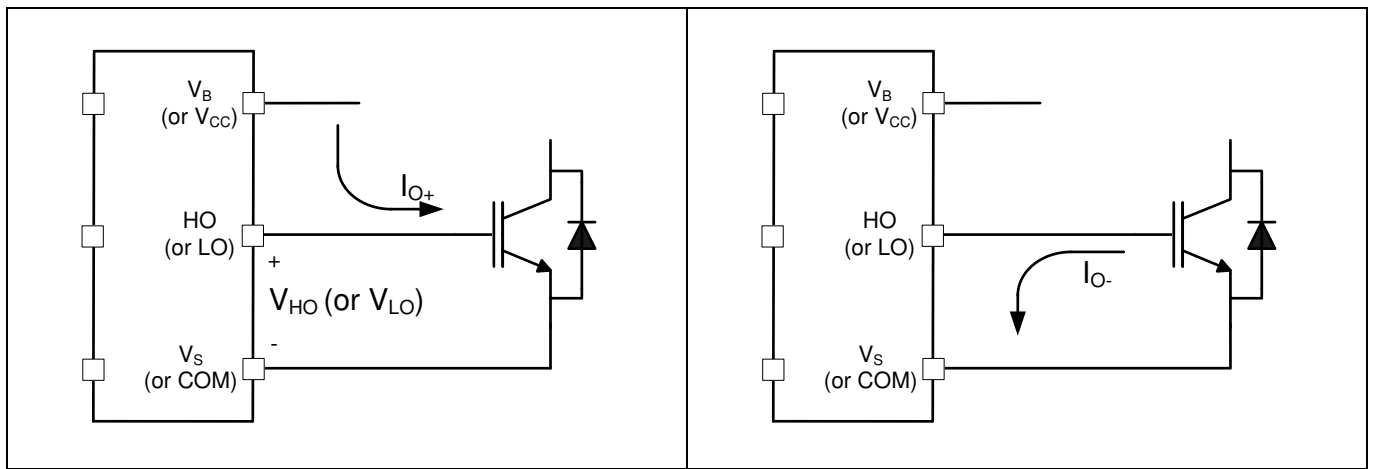 V_B
(or V_CC)
I_O+
HO
(or LO)
+
V_HO (or V_LO)
-
V_S
(or COM)
V_B
(or V_CC)
HO
(or LO)
I_O-
V_S
(or COM)